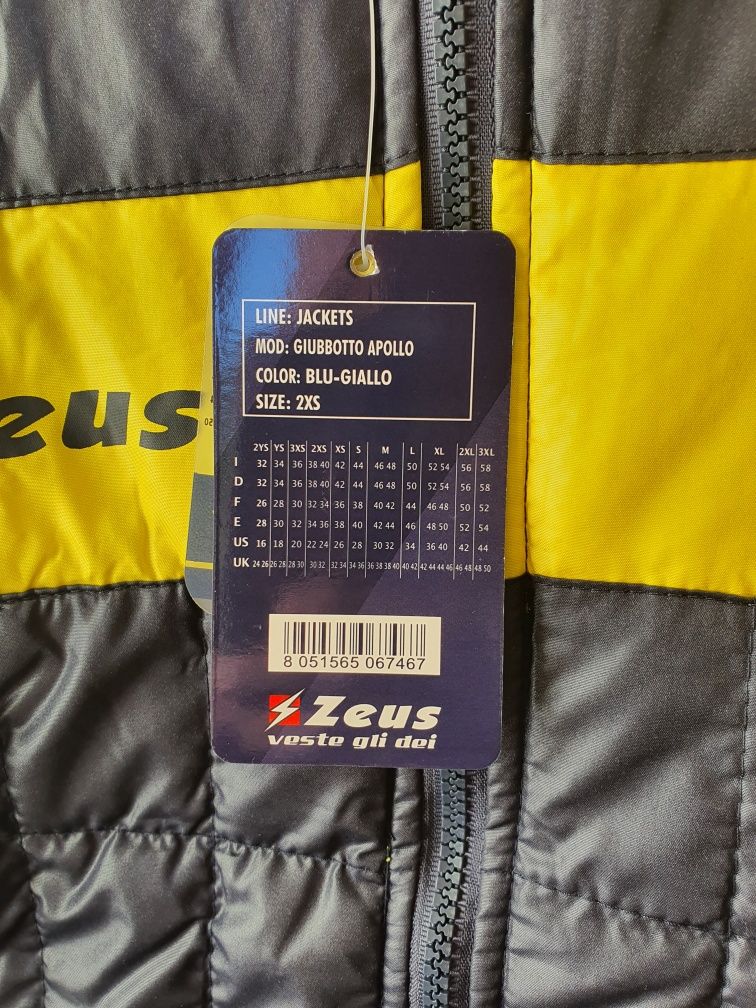 LINE: JACKETS
MOD: GIUBBOTTO APOLLO
COLOR: BLU-GIALLO
SIZE: 2XS
eus
2YS YS 3XS 2XS XS S M L XL 2XL 3XL
I 32 34 36 38 40 42 44 46 48 50 52 54 56 58
D 32 34 36 38 40 42 44 46 48 50 52 54 56 58
F 26 28 30 32 34 36 38 40 42 44 46 48 50 52
E 28 30 32 34 36 38 40 42 44 46 48 50 52 54
US 16 18 20 22 24 26 28 30 32 34 36 40 42 44
UK 24 26 26 28 28 30 30 32 32 34 34 36 36 38 38 40 40 42 42 44 44 46 46 48 48 50
8 051565 067467
Zeus
veste gli dei